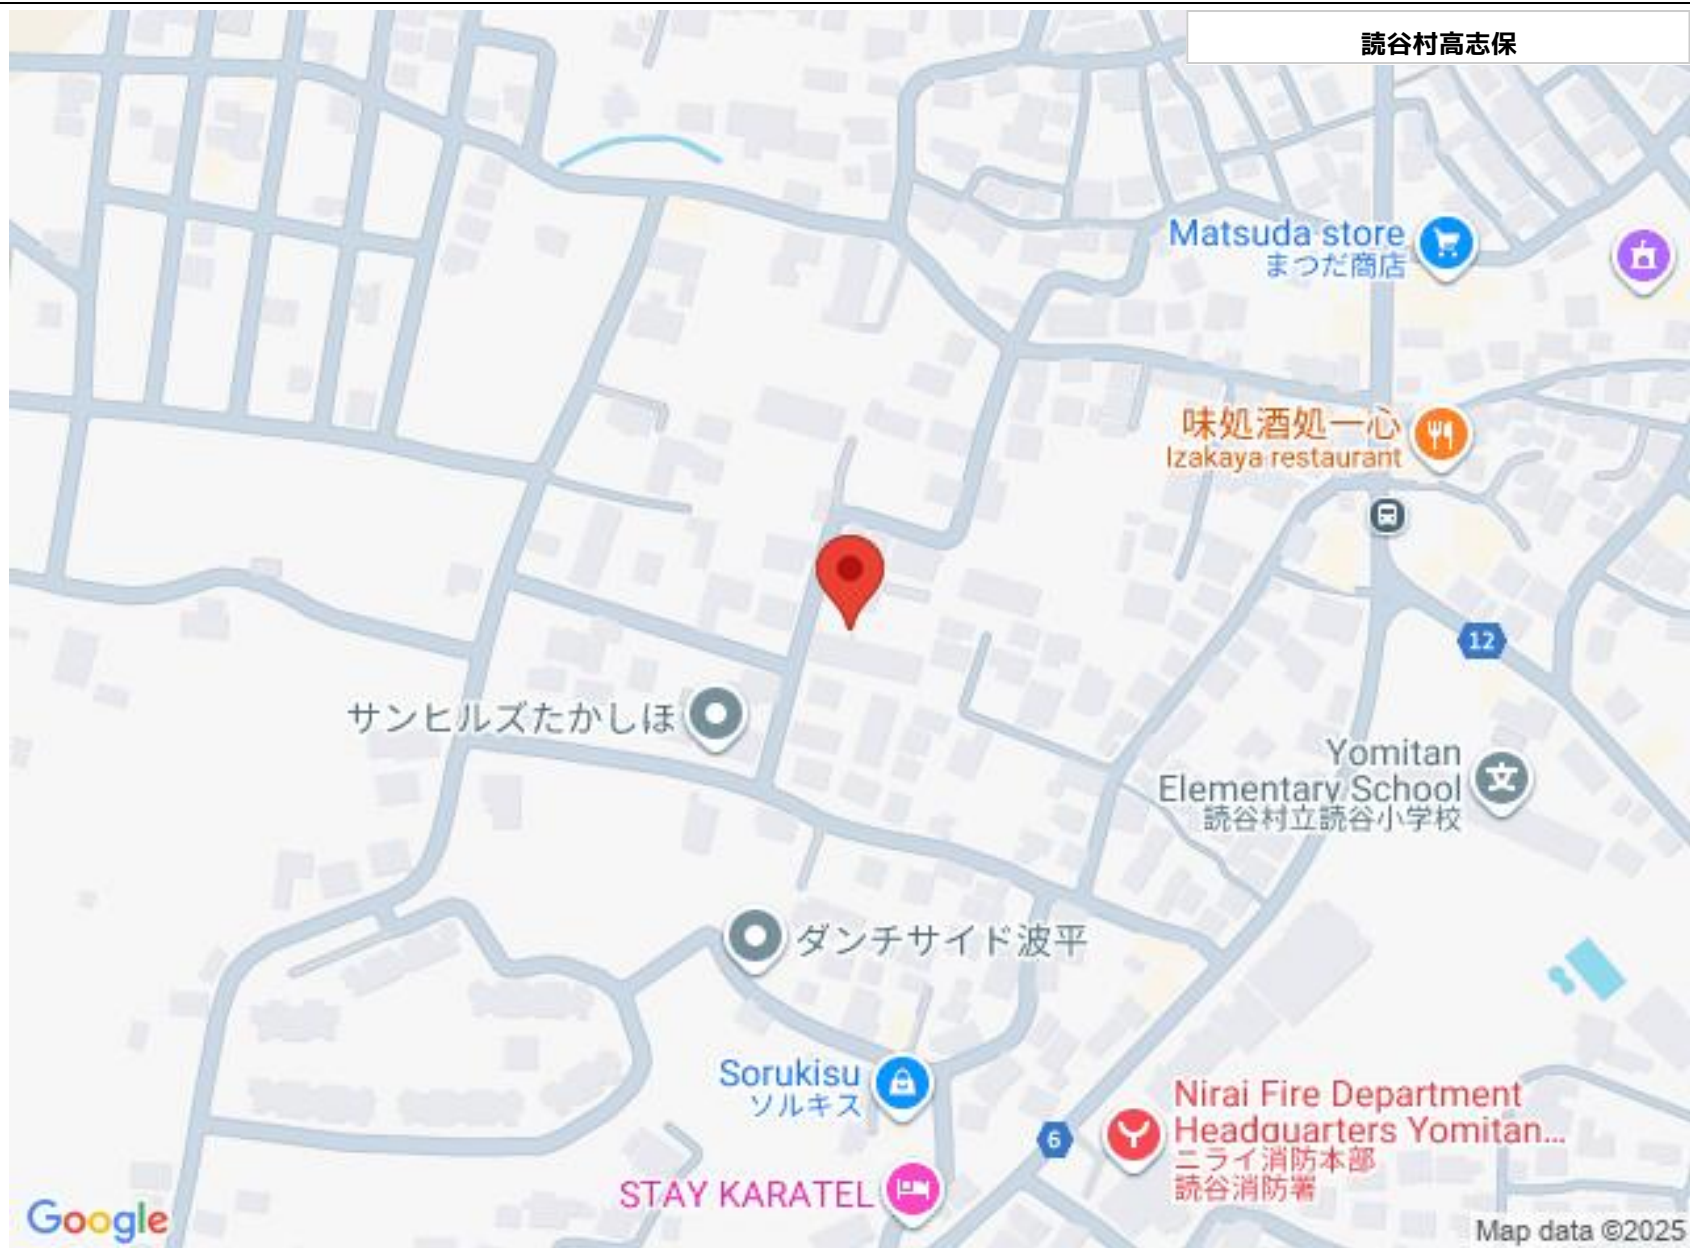 読谷村高志保
Matsuda store
まつだ商店
味処酒処一心
Izakaya restaurant
12
サンヒルズたかしほ
Yomitan
Elementary School
読谷村立読谷小学校
ダンチサイド波平
Sorukisu
ソルキス
6
Nirai Fire Department
Headquarters Yomitan...
ニライ消防本部
読谷消防署
STAY KARATEL
Google
Map data ©2025